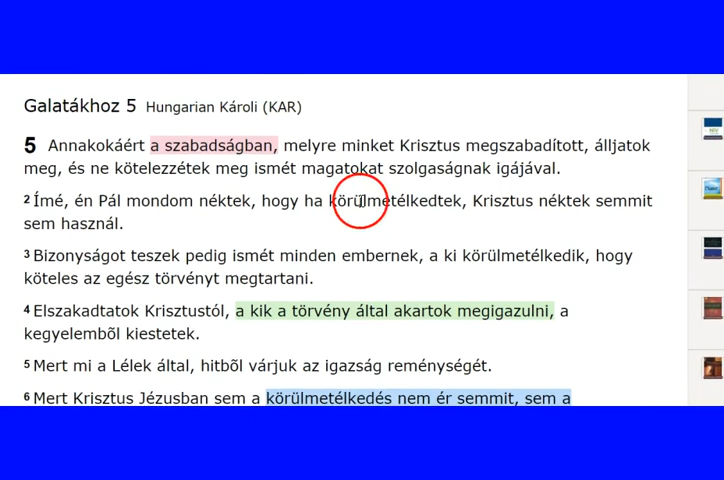 Galatákhoz 5 Hungarian Károli (KAR)
5 Annakokáért a szabadságban, melyre minket Krisztus megszabadított, álljatok
meg, és ne kötelezzétek meg ismét magatokat szolgaságnak igájával.
2 Ímé, én Pál mondom néktek, hogy ha körülmetélkedtek, Krisztus néktek semmit
sem használ.
3 Bizonyságot teszek pedig ismét minden embernek, a ki körülmetélkedik, hogy
köteles az egész törvényt megtartani.
4 Elszakadtatok Krisztustól, a kik a törvény által akartok megigazulni, a
kegyelembõl kiestetek.
5 Mert mi a Lélek által, hitbõl várjuk az igazság reménységét.
6 Mert Krisztus Jézusban sem a körülmetélkedés nem ér semmit, sem a